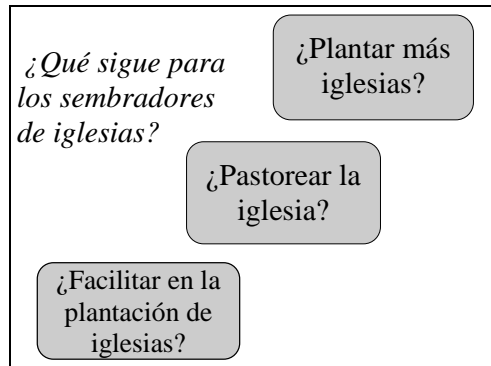 ¿Qué sigue para
los sembradores
de iglesias?
¿Plantar más
iglesias?
¿Pastorear la
iglesia?
¿Facilitar en la
plantación de
iglesias?